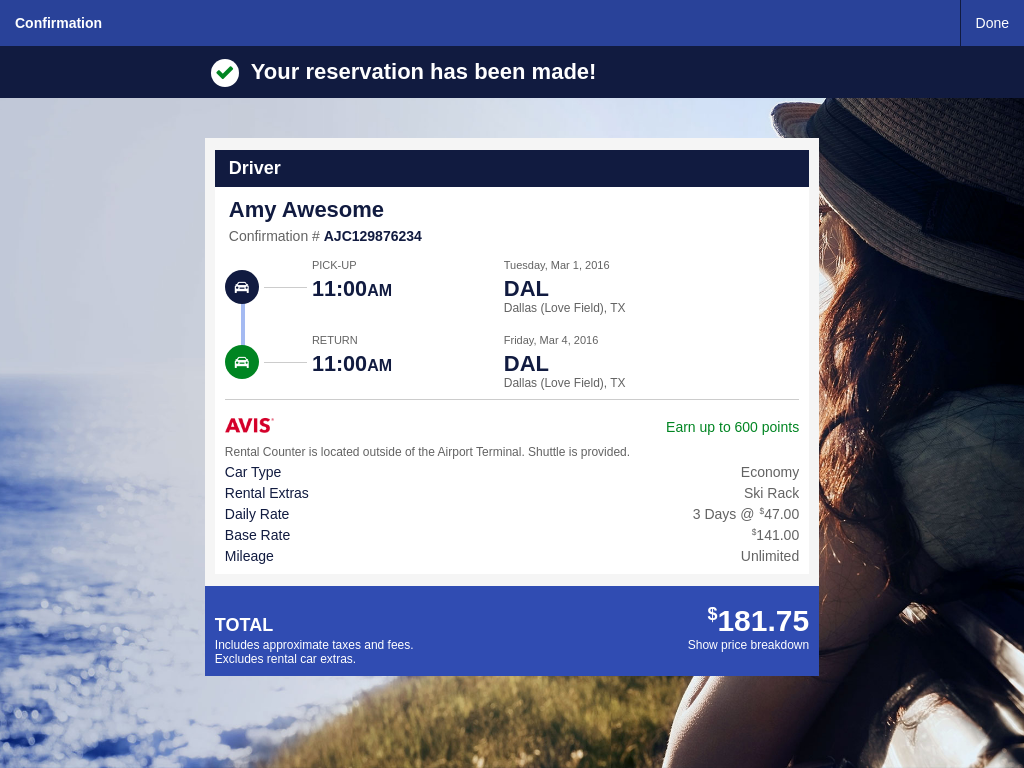 Confirmation
Done
Your reservation has been made!
Driver
Amy Awesome
Confirmation # AJC129876234
PICK-UP
Tuesday, Mar 1, 2016
11:00AM
DAL
Dallas (Love Field), TX
RETURN
Friday, Mar 4, 2016
11:00AM
DAL
Dallas (Love Field), TX
AVIS
Earn up to 600 points
Rental Counter is located outside of the Airport Terminal. Shuttle is provided.
Car Type Economy
Rental Extras Ski Rack
Daily Rate 3 Days @ $47.00
Base Rate $141.00
Mileage Unlimited
TOTAL $181.75
Includes approximate taxes and fees. Show price breakdown
Excludes rental car extras.